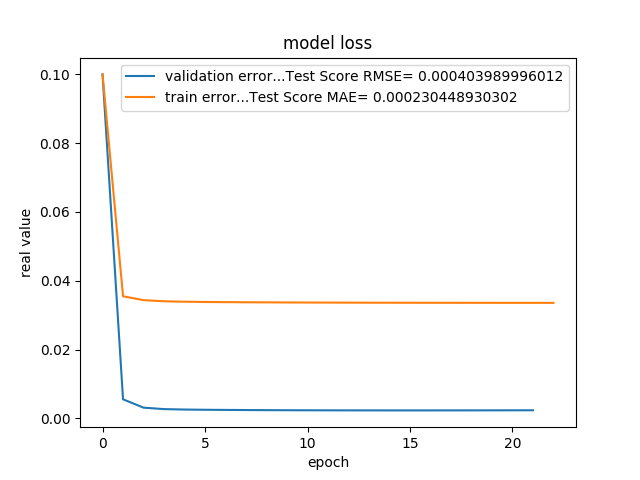 model loss
validation error...Test Score RMSE= 0.000403989996012
train error...Test Score MAE= 0.000230448930302
real value
0.10
0.08
0.06
0.04
0.02
0.00
0 5 10 15 20
epoch